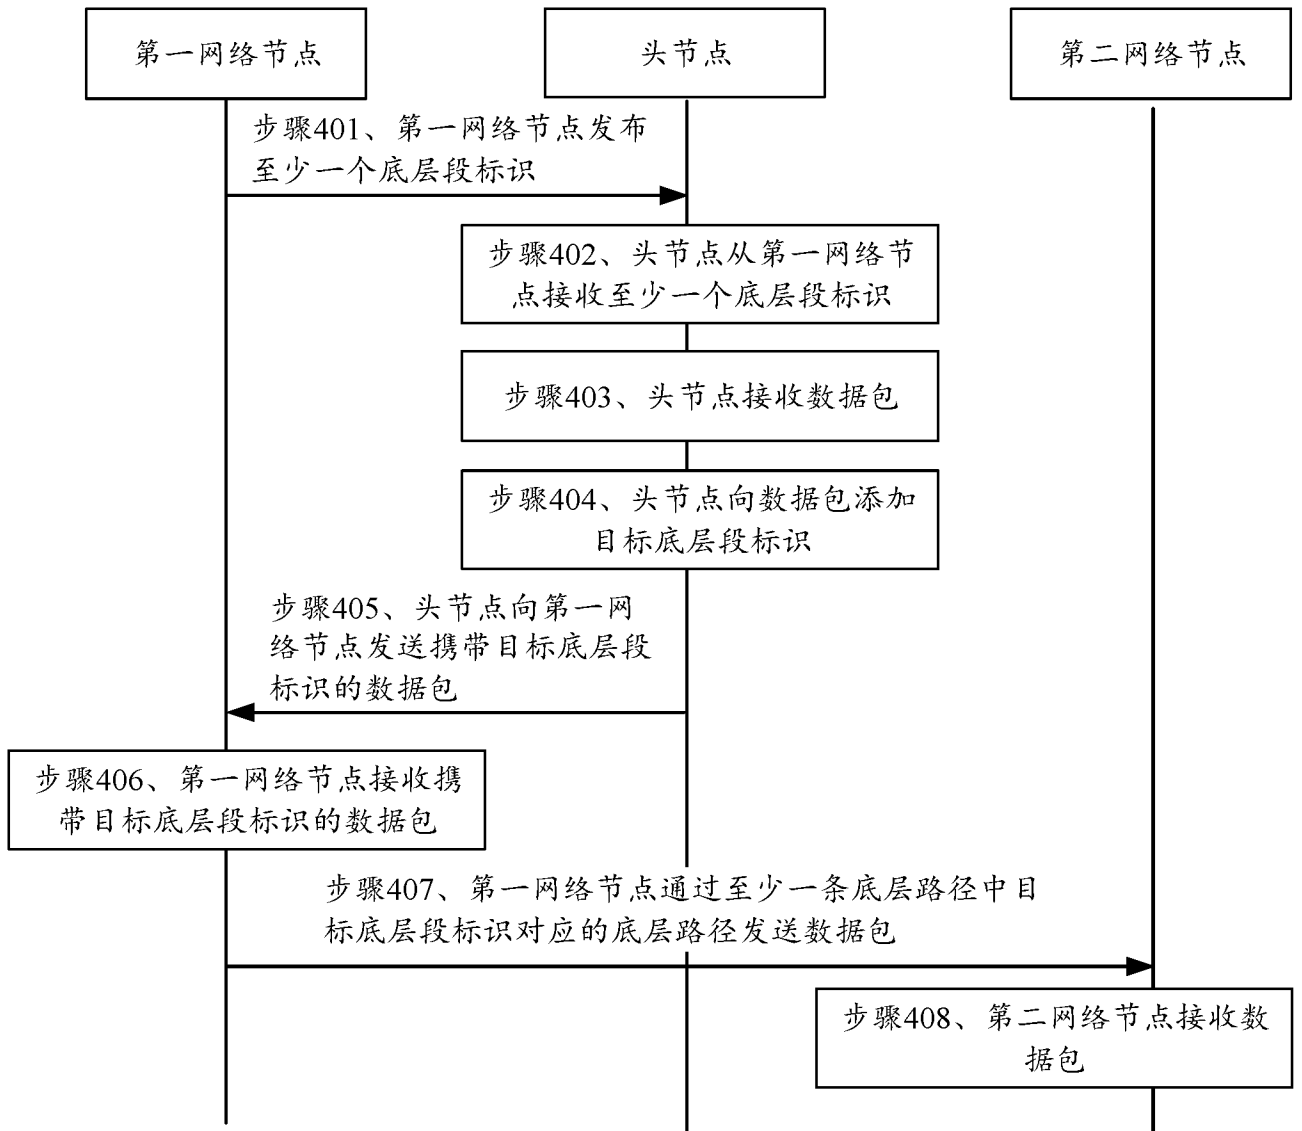 第一网络节点
头节点
第二网络节点
步骤401、第一网络节点发布
至少一个底层段标识
步骤402、头节点从第一网络节
点接收至少一个底层段标识
步骤403、头节点接收数据包
步骤404、头节点向数据包添加
目标底层段标识
步骤405、头节点向第一网
络节点发送携带目标底层段
标识的数据包
步骤406、第一网络节点接收携
带目标底层段标识的数据包
步骤407、第一网络节点通过至少一条底层路径中目
标底层段标识对应的底层路径发送数据包
步骤408、第二网络节点接收数
据包